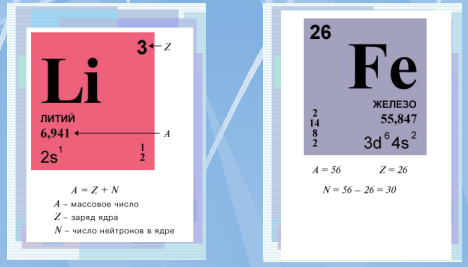 3 Z
Li
ЛИТИЙ
6,941 A
2s¹
1
2
A = Z + N
A – массовое число
Z – заряд ядра
N – число нейтронов в ядре
26
Fe
ЖЕЛЕЗО
55,847
2
14
8
2
3d⁶4s²
A = 56 Z = 26
N = 56 – 26 = 30